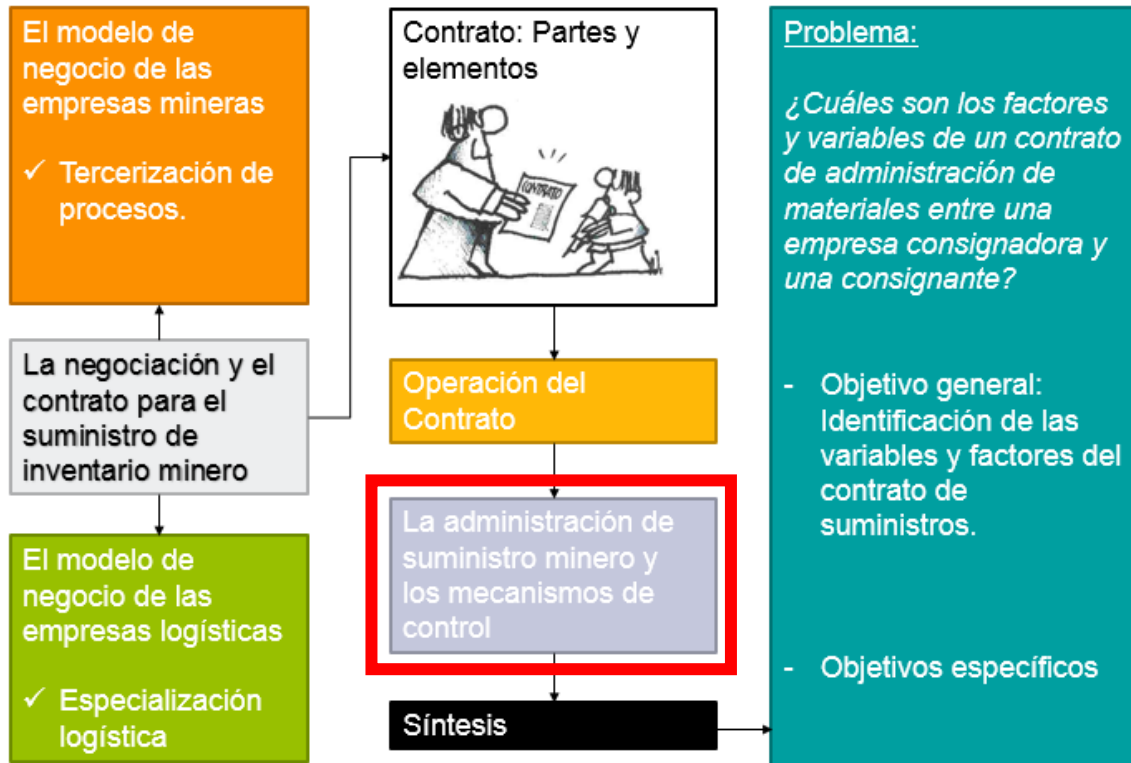 El modelo de
negocio de las
empresas mineras
✓ Tercerización de
procesos.
La negociación y el
contrato para el
suministro de
inventario minero
El modelo de
negocio de las
empresas logísticas
✓ Especialización
logística
Contrato: Partes y
elementos
CONTRATO
Operación del
Contrato
La administración de
suministro minero y
los mecanismos de
control
Síntesis
Problema:
¿Cuáles son los factores
y variables de un contrato
de administración de
materiales entre una
empresa consignadora y
una consignante?
- Objetivo general:
Identificación de las
variables y factores del
contrato de
suministros.
- Objetivos específicos